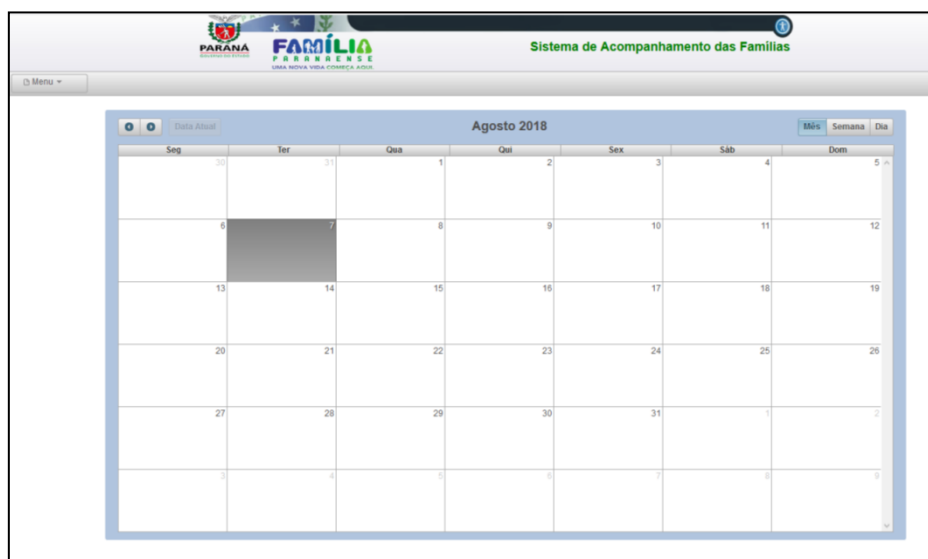 PARANÁ
GOVERNO DO ESTADO
FAMÍLIA
PARANAENSE
UMA NOVA VIDA COMEÇA AQUI.
Sistema de Acompanhamento das Famílias
Menu
Data Atual
Agosto 2018
Mês Semana Dia
Seg Ter Qua Qui Sex Sáb Dom
30 31 1 2 3 4 5
6 7 8 9 10 11 12
13 14 15 16 17 18 19
20 21 22 23 24 25 26
27 28 29 30 31 1 2
3 4 5 6 7 8 9